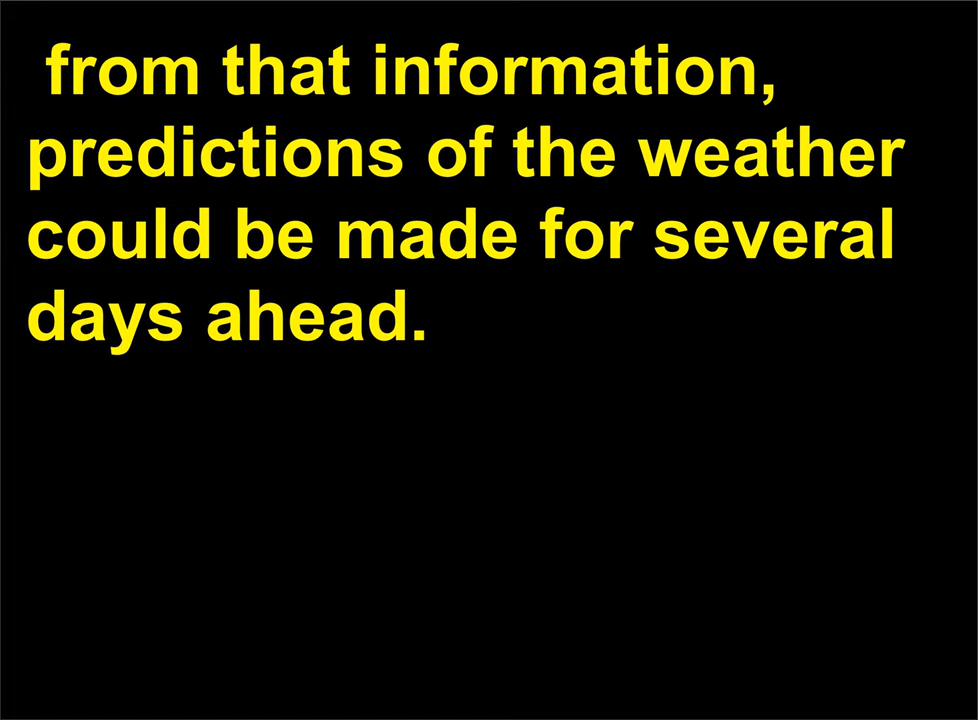 from that information,
predictions of the weather
could be made for several
days ahead.